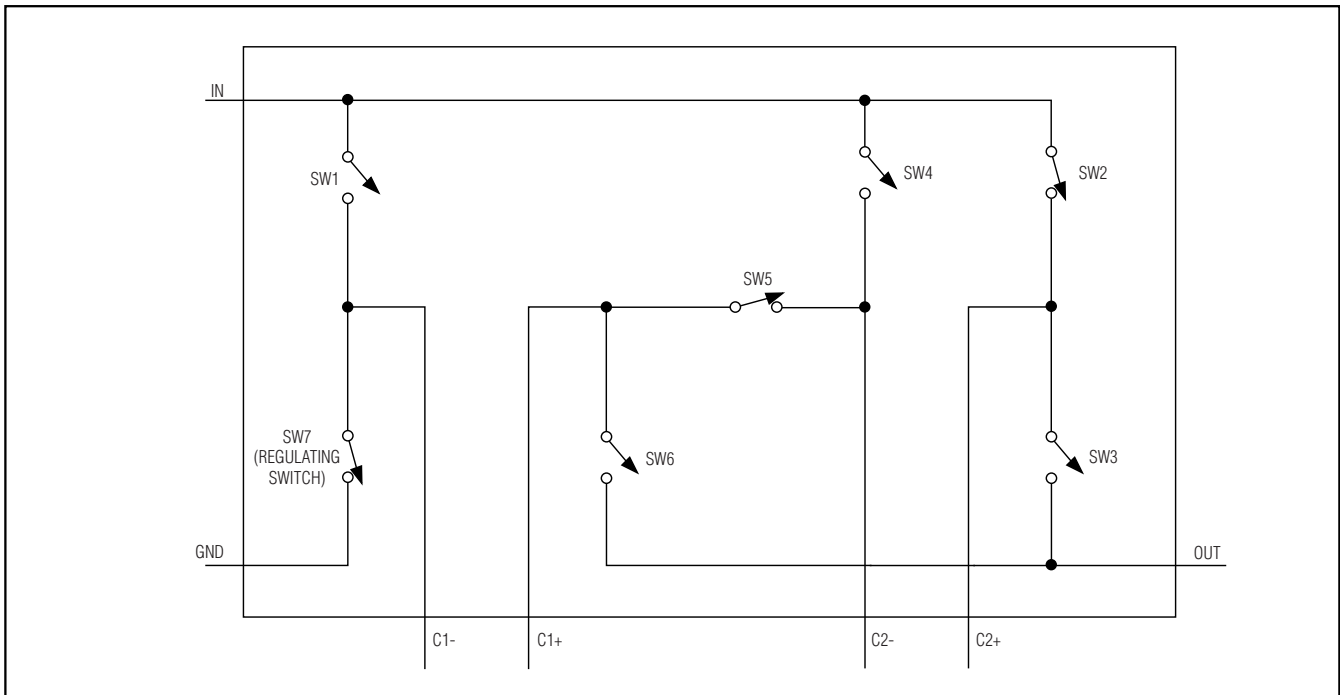 IN
SW1
SW4
SW2
SW5
SW7
(REGULATING
SWITCH)
SW6
SW3
GND
OUT
C1-
C1+
C2-
C2+